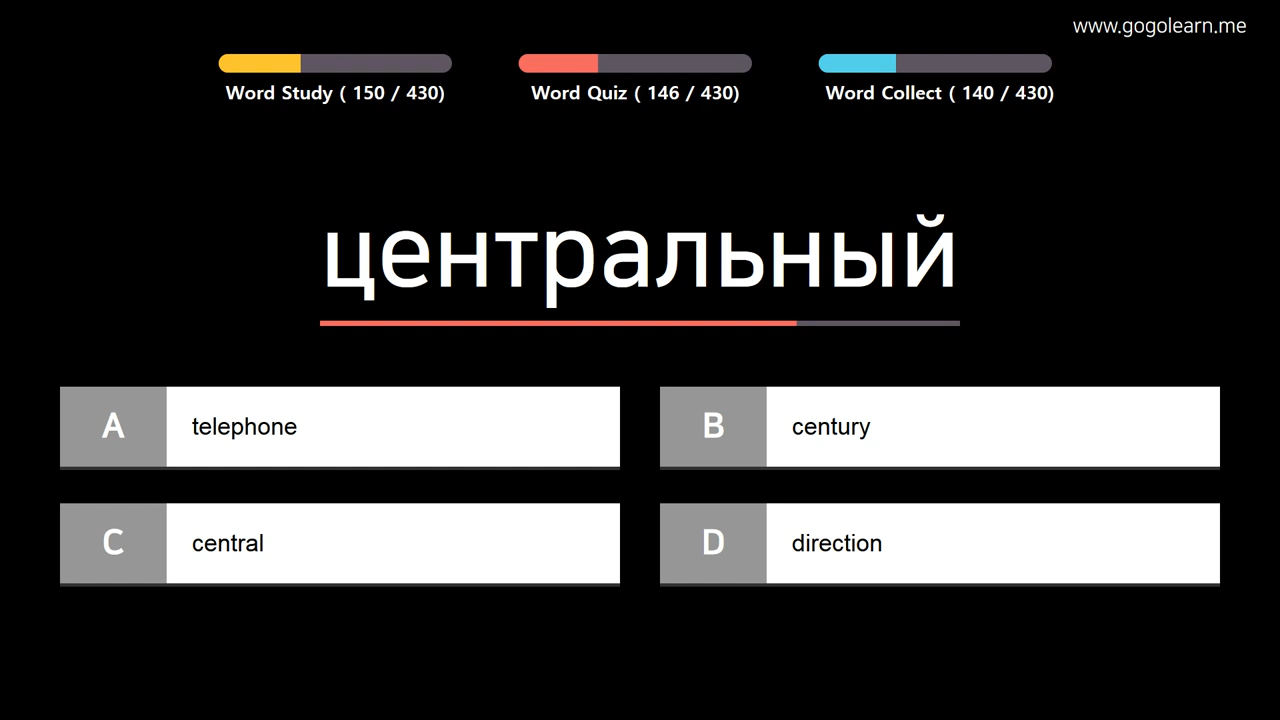 www.gogolearn.me
Word Study ( 150 / 430)
Word Quiz ( 146 / 430)
Word Collect ( 140 / 430)
центральный
A telephone
B century
C central
D direction